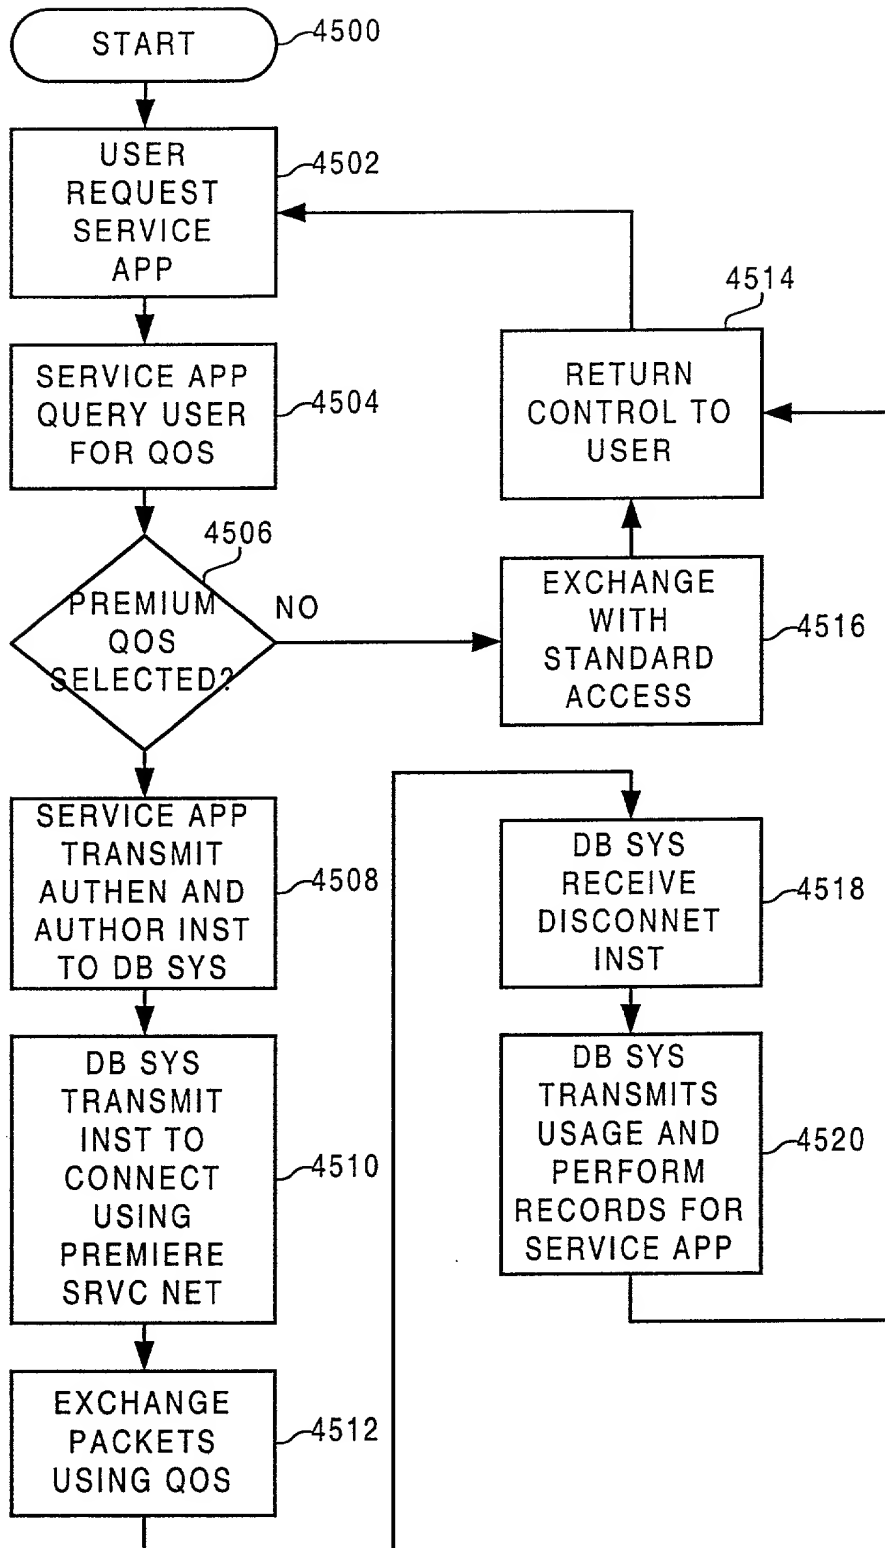 START
4500
USER
REQUEST
SERVICE
APP
4502
SERVICE APP
QUERY USER
FOR QOS
4504
PREMIUM
QOS
SELECTED?
4506
NO
SERVICE APP
TRANSMIT
AUTHEN AND
AUTHOR INST
TO DB SYS
4508
DB SYS
TRANSMIT
INST TO
CONNECT
USING
PREMIERE
SRVC NET
4510
EXCHANGE
PACKETS
USING QOS
4512
RETURN
CONTROL TO
USER
4514
EXCHANGE
WITH
STANDARD
ACCESS
4516
DB SYS
RECEIVE
DISCONNET
INST
4518
DB SYS
TRANSMITS
USAGE AND
PERFORM
RECORDS FOR
SERVICE APP
4520